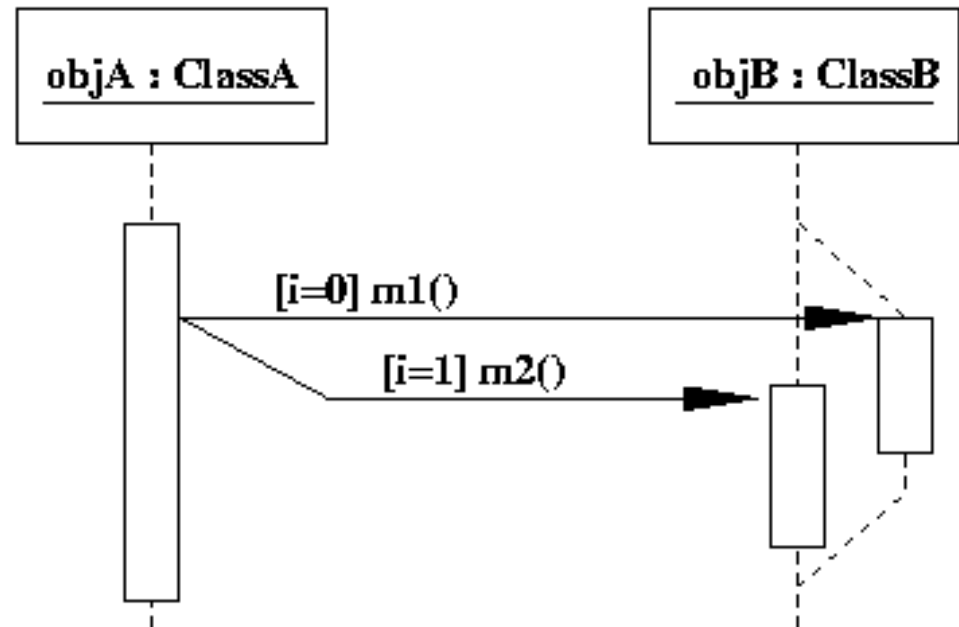 objA : ClassA
objB : ClassB
[i=0] m1()
[i=1] m2()